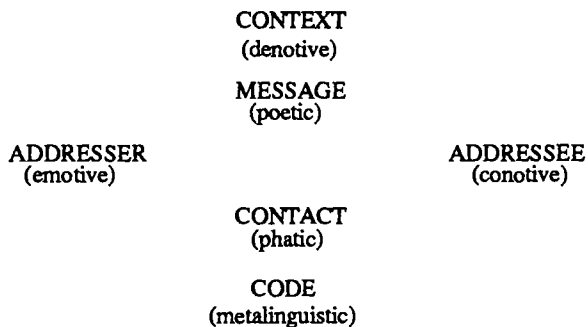 CONTEXT
(denotive)
MESSAGE
(poetic)
ADDRESSER ADDRESSEE
(emotive) (conotive)
CONTACT
(phatic)
CODE
(metalinguistic)